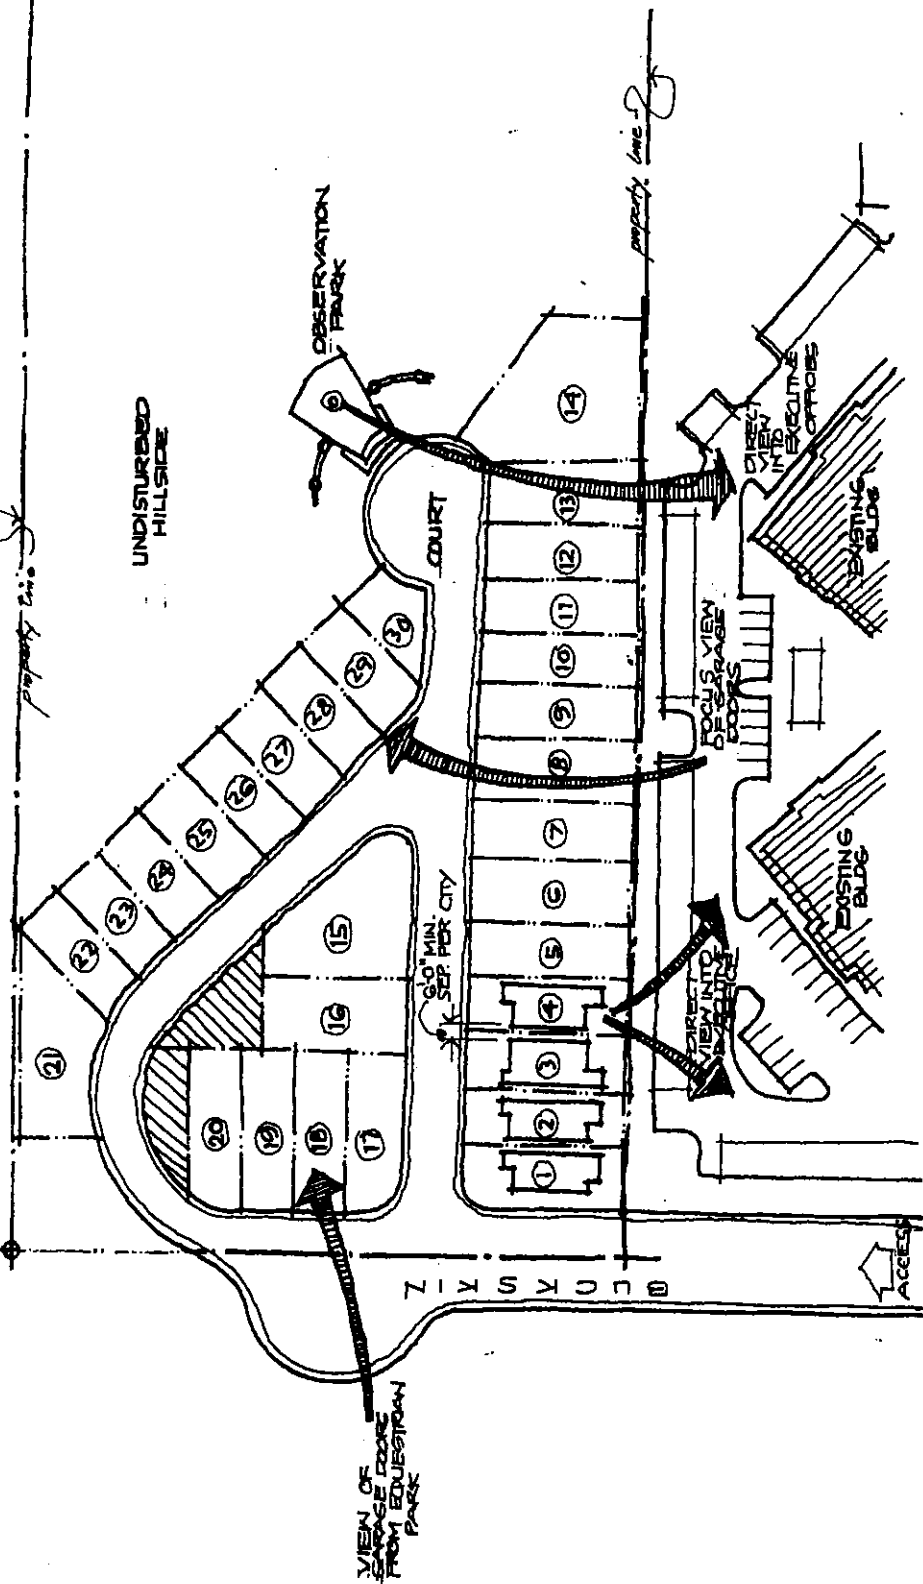 property line
UNDISTURBED
HILLSIDE
OBSERVATION
PARK
property line
COURT
14
13
12
11
10
9
8
7
6
5
4
3
2
1
30
29
28
27
26
25
24
23
22
21
15
16
17
18
19
20
6'0" MIN.
SEP. PER CITY
DIRECT
VIEW
INTO
EXECUTIVE
OFFICES
EXISTING
BLDG
FOCUS VIEW
OF GARAGE
DOORS
EXISTING
BLDG
DIRECT
VIEW INTO
EXECUTIVE
OFFICE
BUCKSKIN
ACCESS
VIEW OF
GARAGE DOORS
FROM EQUESTRIAN
PARK